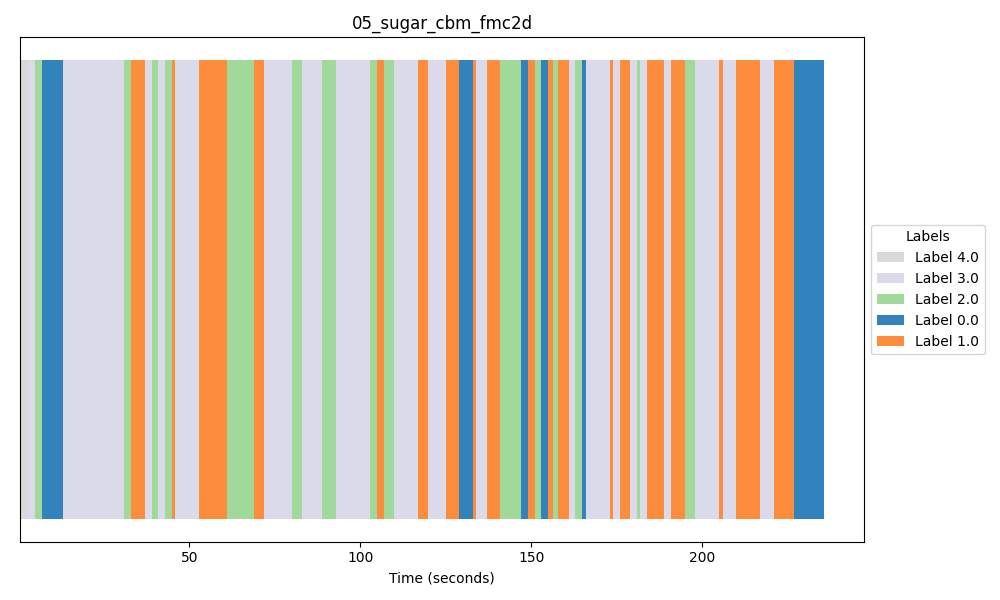 05_sugar_cbm_fmc2d
Labels
Label 4.0
Label 3.0
Label 2.0
Label 0.0
Label 1.0
50
100
150
200
Time (seconds)